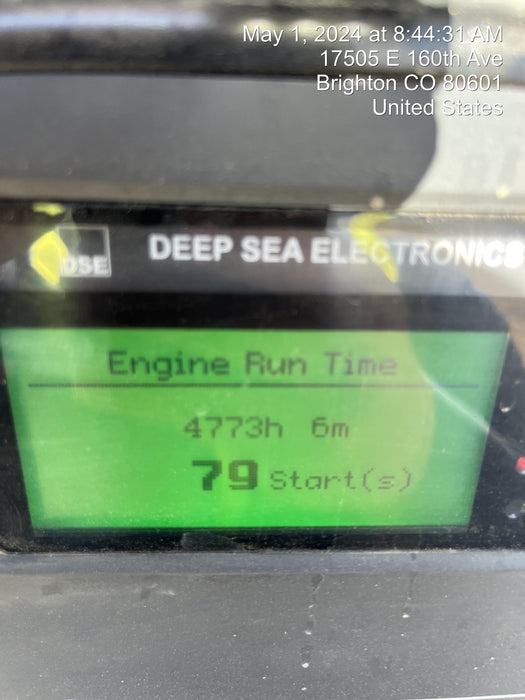 May 1, 2024 at 8:44:31 AM
17505 E 160th Ave
Brighton CO 80601
United States
DSE
DEEP SEA ELECTRONICS
Engine Run Time
4773h 6m
79 Start(s)